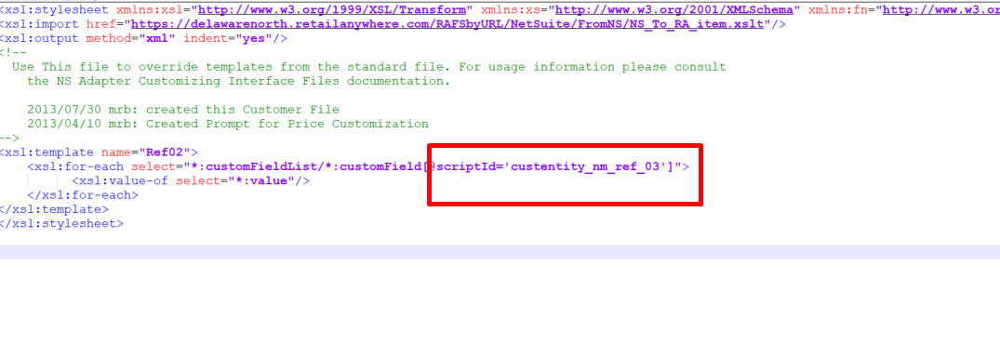 <xsl:stylesheet xmlns:xsl="http://www.w3.org/1999/XSL/Transform" xmlns:xs="http://www.w3.org/2001/XMLSchema" xmlns:fn="http://www.w3.or
<xsl:import href="https://delawarenorth.retailanywhere.com/RAFSbyURL/NetSuite/FromNS/NS_To_RA_item.xslt"/>
<xsl:output method="xml" indent="yes"/>
<!--
Use This file to override templates from the standard file. For usage information please consult
the NS Adapter Customizing Interface Files documentation.
2013/07/30 mrb: created this Customer File
2013/04/10 mrb: Created Prompt for Price Customization
-->
<xsl:template name="Ref02">
<xsl:for-each select="*:customFieldList/*:customField[@scriptId='custentity_nm_ref_03']">
<xsl:value-of select="*:value"/>
</xsl:for-each>
</xsl:template>
</xsl:stylesheet>